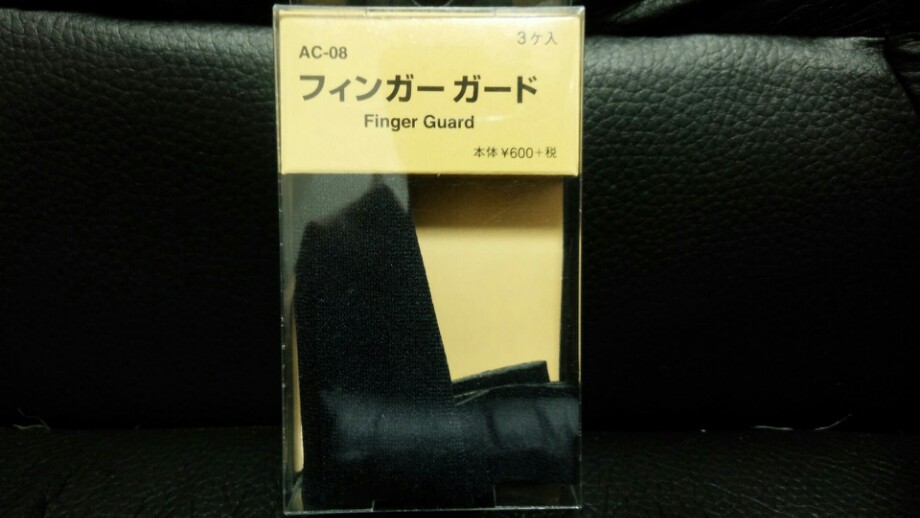 3ケ入
AC-08
フィンガー ガード
Finger Guard
本体¥600+税